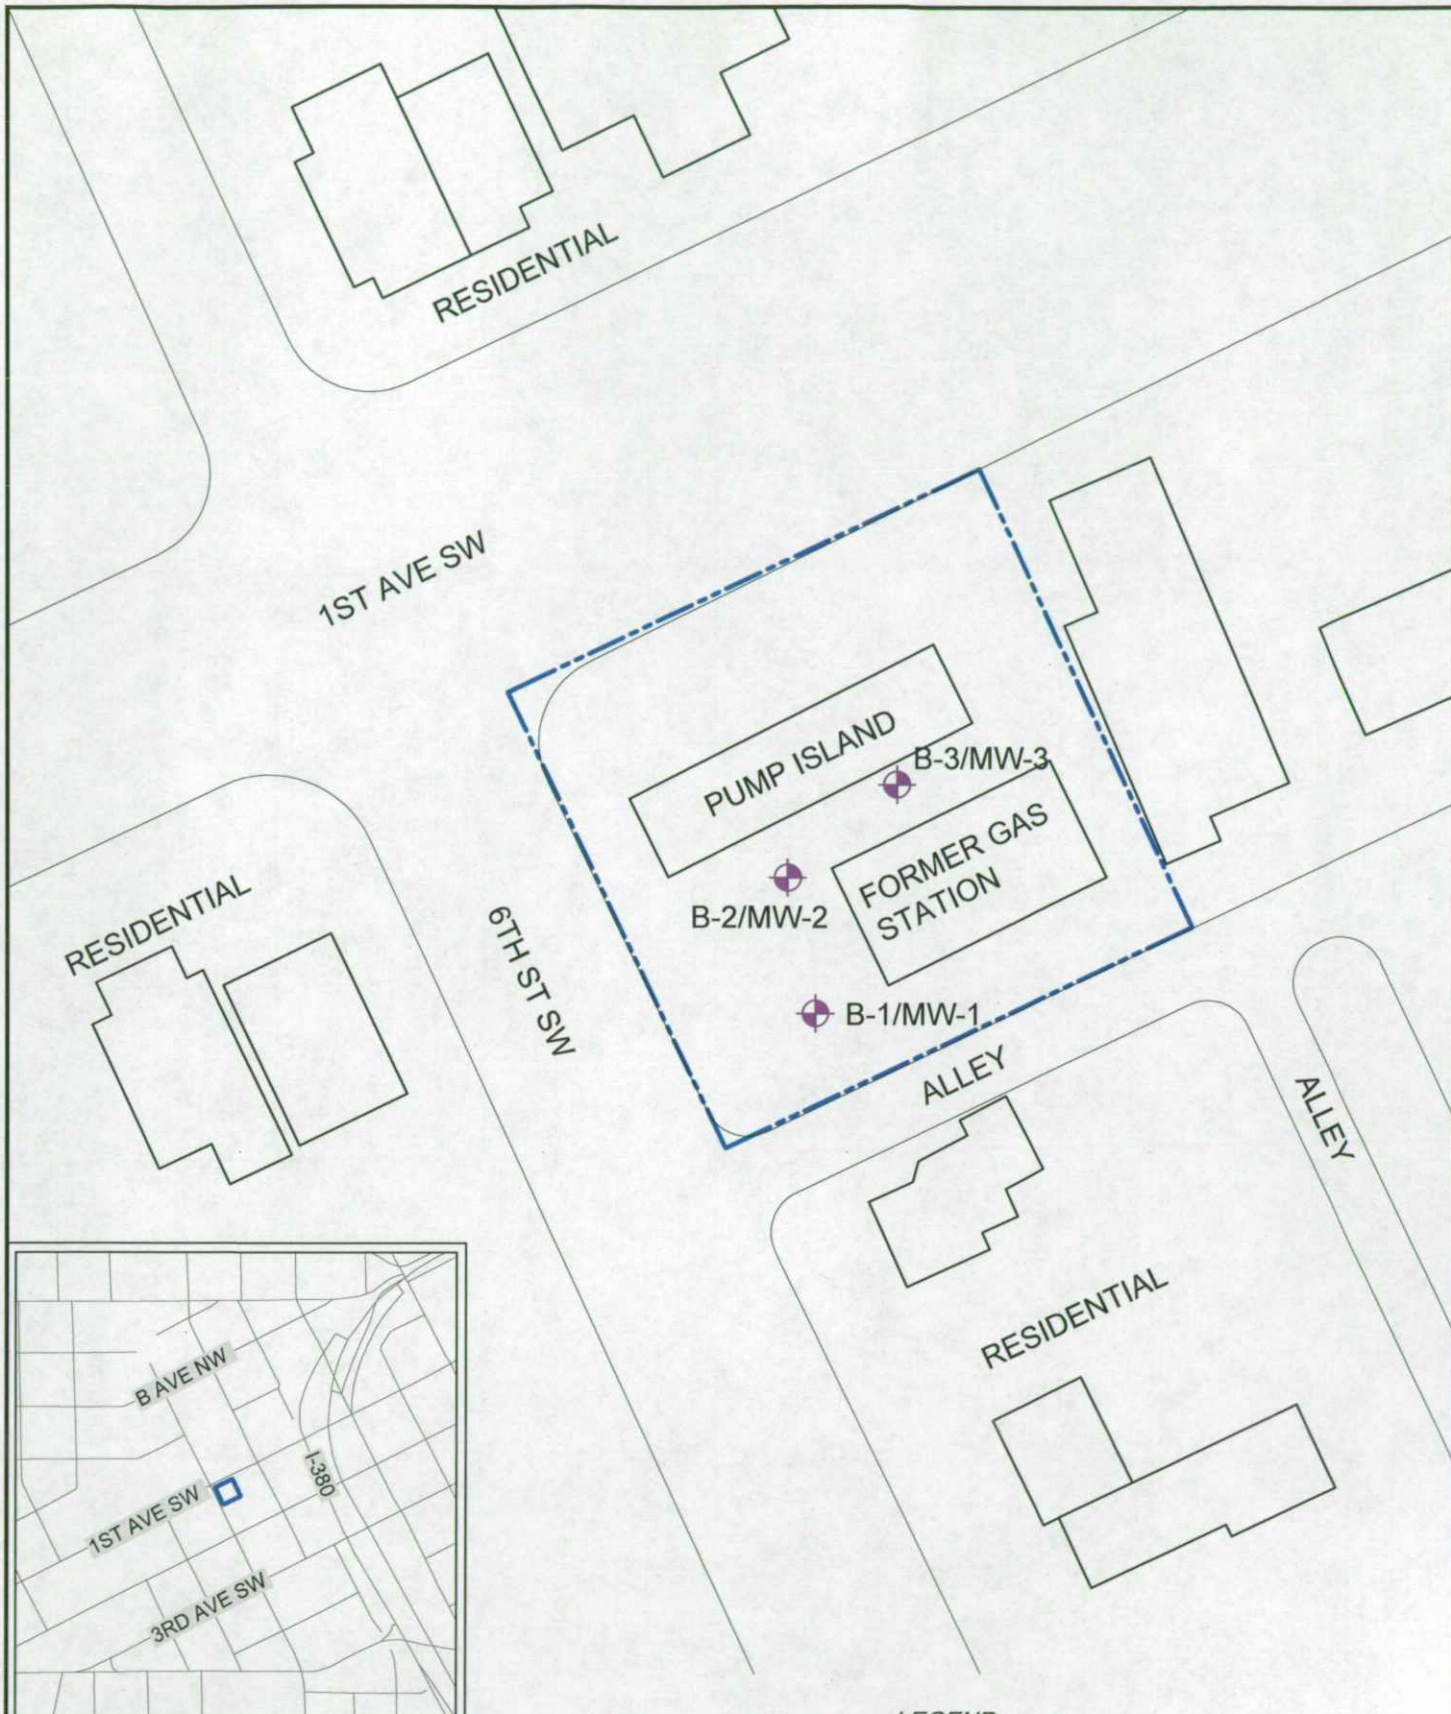 RESIDENTIAL
1ST AVE SW
PUMP ISLAND
B-3/MW-3
FORMER GAS
STATION
B-2/MW-2
RESIDENTIAL
6TH ST SW
B-1/MW-1
ALLEY
ALLEY
RESIDENTIAL
B AVE NW
I-380
1ST AVE SW
3RD AVE SW
LEGEND